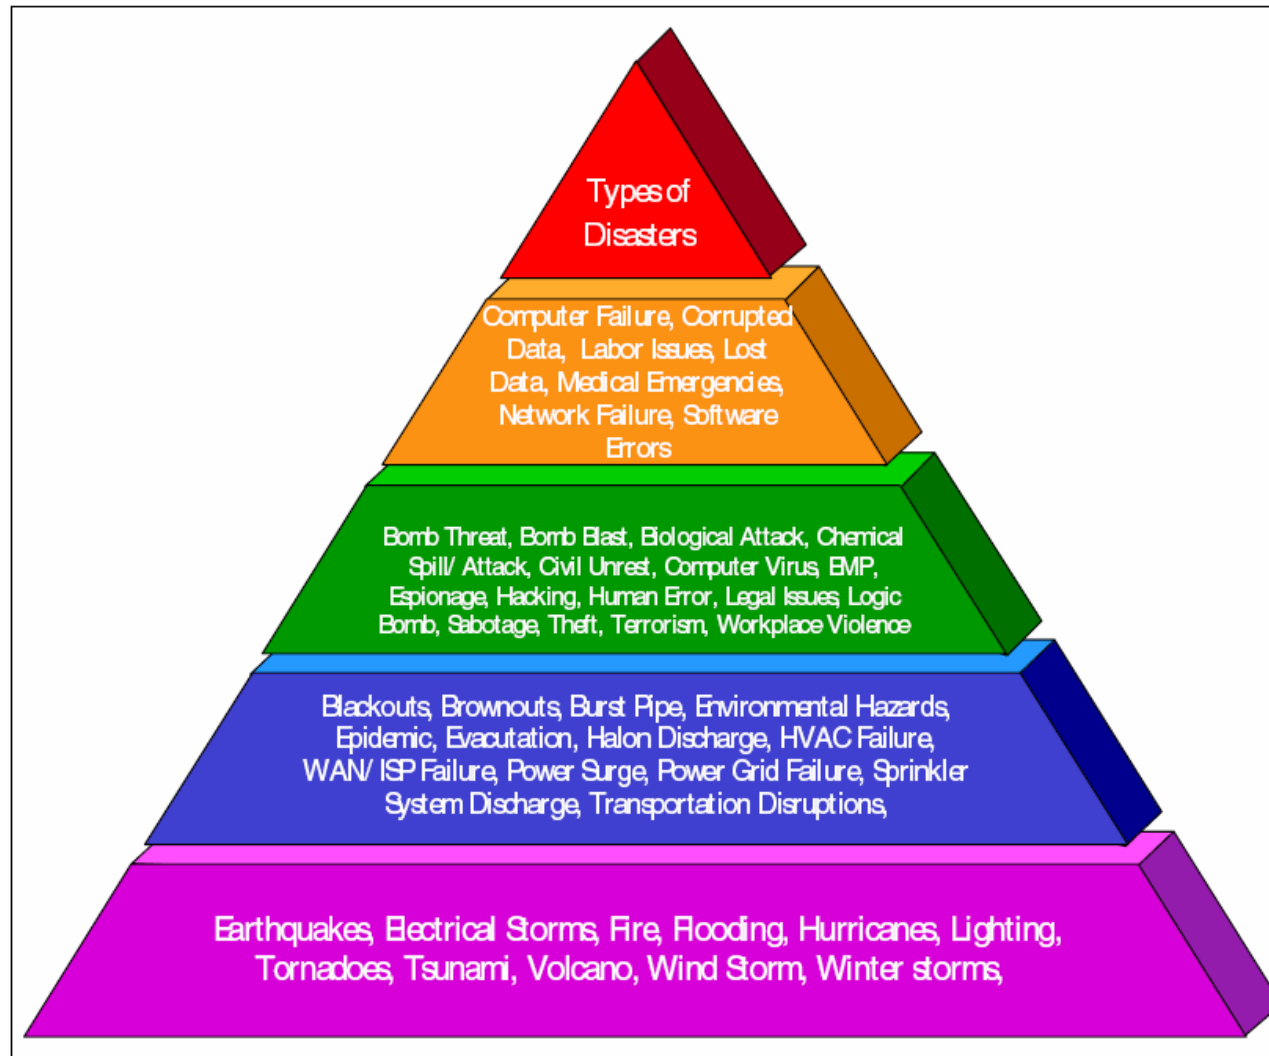 Types of
Disasters
Computer Failure, Corrupted
Data, Labor Issues, Lost
Data, Medical Emergencies,
Network Failure, Software
Errors
Bomb Threat, Bomb Blast, Biological Attack, Chemical
Spill/ Attack, Civil Unrest, Computer Virus, EMP,
Espionage, Hacking, Human Error, Legal Issues, Logic
Bomb, Sabotage, Theft, Terrorism, Workplace Violence
Blackouts, Brownouts, Burst Pipe, Environmental Hazards,
Epidemic, Evacutation, Halon Discharge, HVAC Failure,
WAN/ ISP Failure, Power Surge, Power Grid Failure, Sprinkler
System Discharge, Transportation Disruptions,
Earthquakes, Electrical Storms, Fire, Flooding, Hurricanes, Lighting,
Tornadoes, Tsunami, Volcano, Wind Storm, Winter storms,